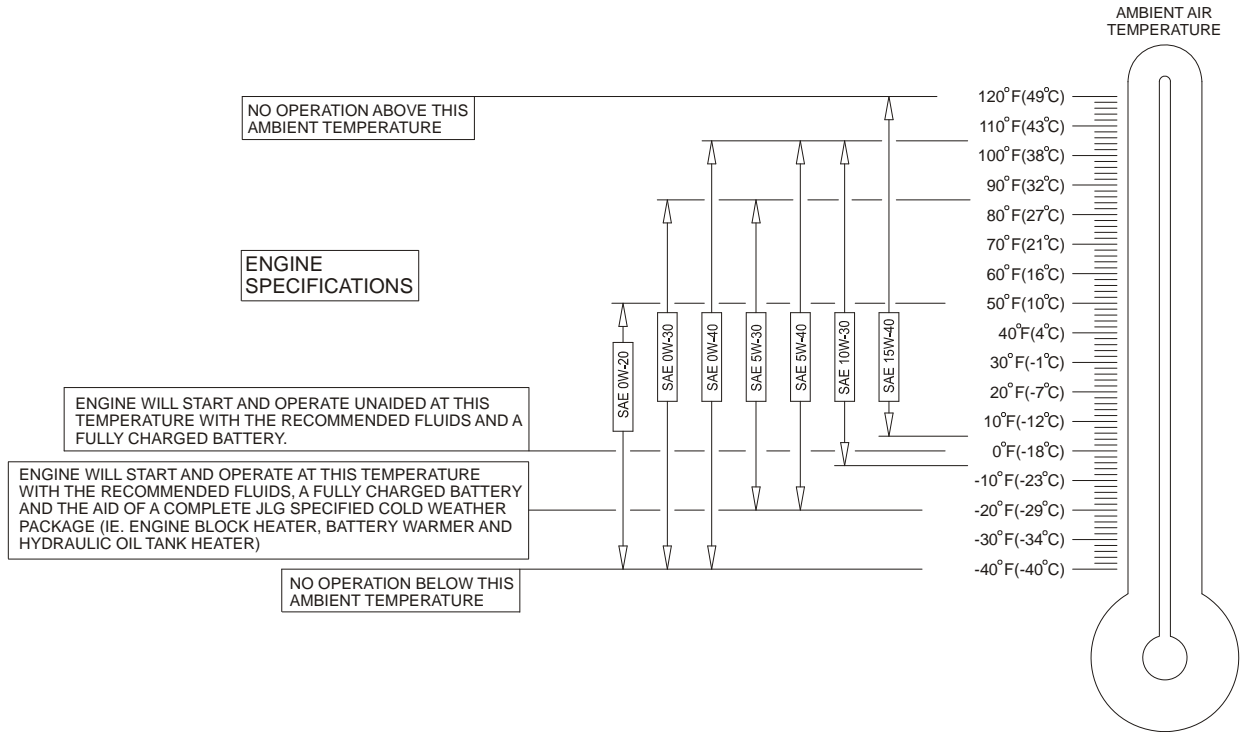 AMBIENT AIR
TEMPERATURE
NO OPERATION ABOVE THIS
AMBIENT TEMPERATURE
120°F(49°C)
110°F(43°C)
100°F(38°C)
90°F(32°C)
80°F(27°C)
70°F(21°C)
60°F(16°C)
50°F(10°C)
40°F(4°C)
30°F(-1°C)
20°F(-7°C)
10°F(-12°C)
0°F(-18°C)
-10°F(-23°C)
-20°F(-29°C)
-30°F(-34°C)
-40°F(-40°C)
ENGINE
SPECIFICATIONS
SAE 0W-20
SAE 0W-30
SAE 0W-40
SAE 5W-30
SAE 5W-40
SAE 10W-30
SAE 15W-40
ENGINE WILL START AND OPERATE UNAIDED AT THIS
TEMPERATURE WITH THE RECOMMENDED FLUIDS AND A
FULLY CHARGED BATTERY.
ENGINE WILL START AND OPERATE AT THIS TEMPERATURE
WITH THE RECOMMENDED FLUIDS, A FULLY CHARGED BATTERY
AND THE AID OF A COMPLETE JLG SPECIFIED COLD WEATHER
PACKAGE (IE. ENGINE BLOCK HEATER, BATTERY WARMER AND
HYDRAULIC OIL TANK HEATER)
NO OPERATION BELOW THIS
AMBIENT TEMPERATURE